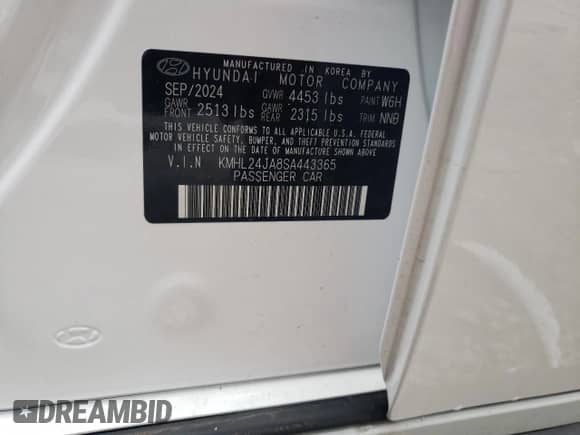 MANUFACTURED IN KOREA BY
HYUNDAI MOTOR COMPANY
SEP/2024 GVWR 4453 lbs PAINT W6H
GAWR FRONT 2513 lbs GAWR REAR 2315 lbs TRIM NNB
THIS VEHICLE CONFORMS TO ALL APPLICABLE U.S.A. FEDERAL
MOTOR VEHICLE SAFETY, BUMPER, AND THEFT PREVENTION STANDARDS
IN EFFECT ON THE DATE OF MANUFACTURE SHOWN ABOVE.
V.I.N KMHL24JA8SA443365
PASSENGER CAR
DREAMBID